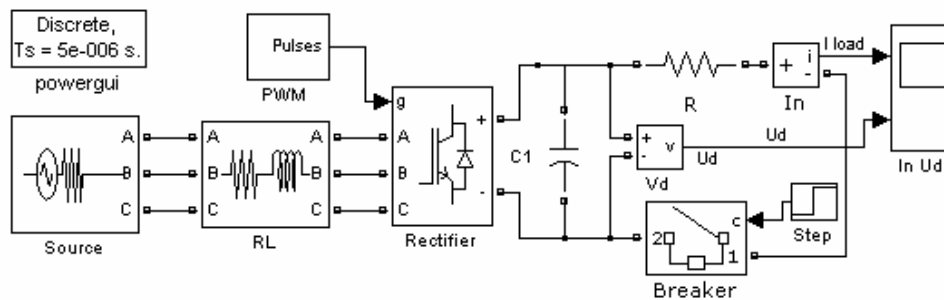 Discrete,
Ts = 5e-006 s.
powergui
Pulses
PWM
A
B
C
Source
A
B
C
A
B
C
RL
g
A
B
C
+
-
Rectifier
C1
R
+
i
-
In
I load
+
-
v
Vd
Ud
Ud
In Ud
Step
c
2
1
Breaker